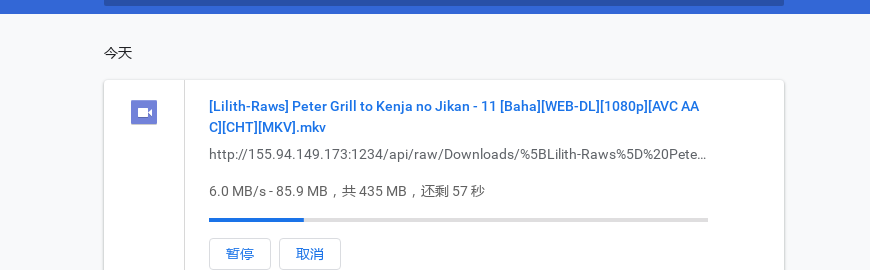 今天
[Lilith-Raws] Peter Grill to Kenja no Jikan - 11 [Baha][WEB-DL][1080p][AVC AA
C][CHT][MKV].mkv
http://155.94.149.173:1234/api/raw/Downloads/%5BLilith-Raws%5D%20Pete...
6.0 MB/s - 85.9 MB，共 435 MB，还剩 57 秒
暂停 取消